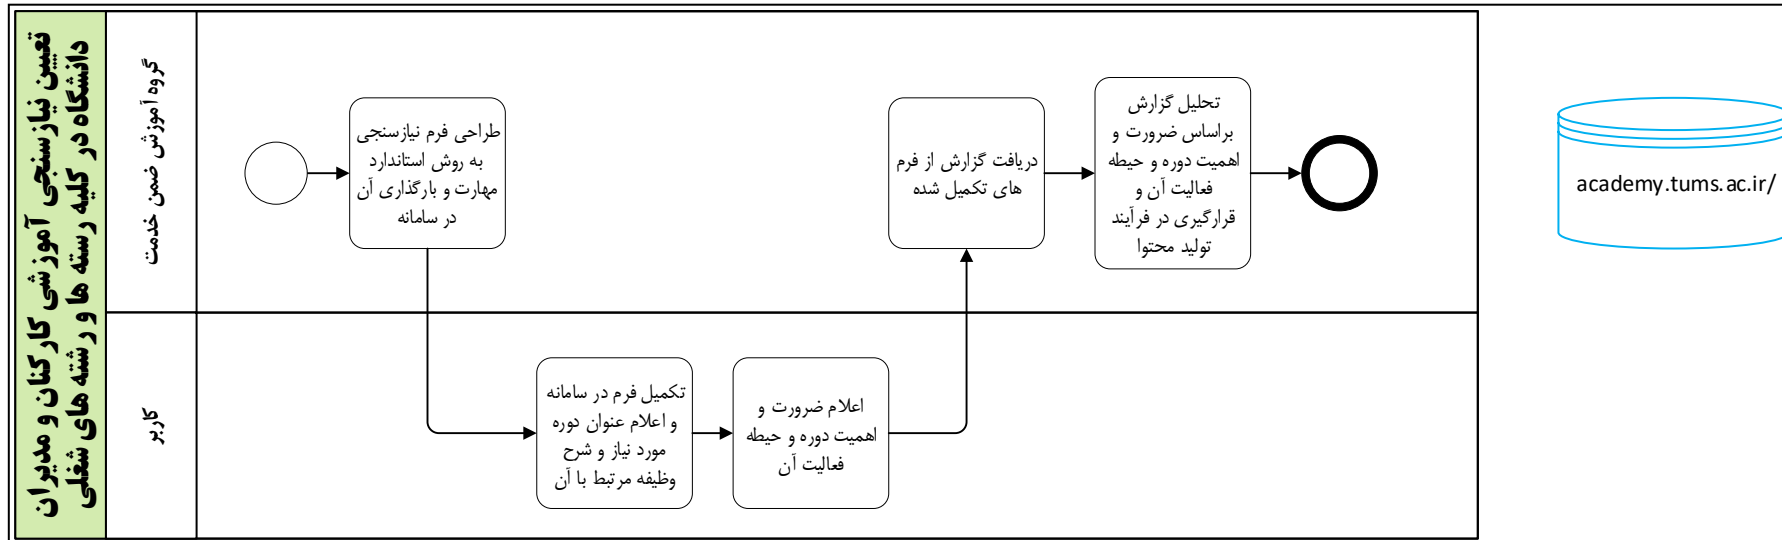 تعیین نیازسنجی آموزشی کارکنان و مدیران
دانشگاه در کلیه رسته ها و رشته های شغلی
گروه آموزش ضمن خدمت
طراحی فرم نیازسنجی
به روش استاندارد
مهارت و بارگذاری آن
در سامانه
دریافت گزارش از فرم
های تکمیل شده
تحلیل گزارش
براساس ضرورت و
اهمیت دوره و حیطه
فعالیت آن و
قرارگیری در فرآیند
تولید محتوا
کاربر
تکمیل فرم در سامانه
و اعلام عنوان دوره
مورد نیاز و شرح
وظیفه مرتبط با آن
اعلام ضرورت و
اهمیت دوره و حیطه
فعالیت آن
academy.tums.ac.ir/